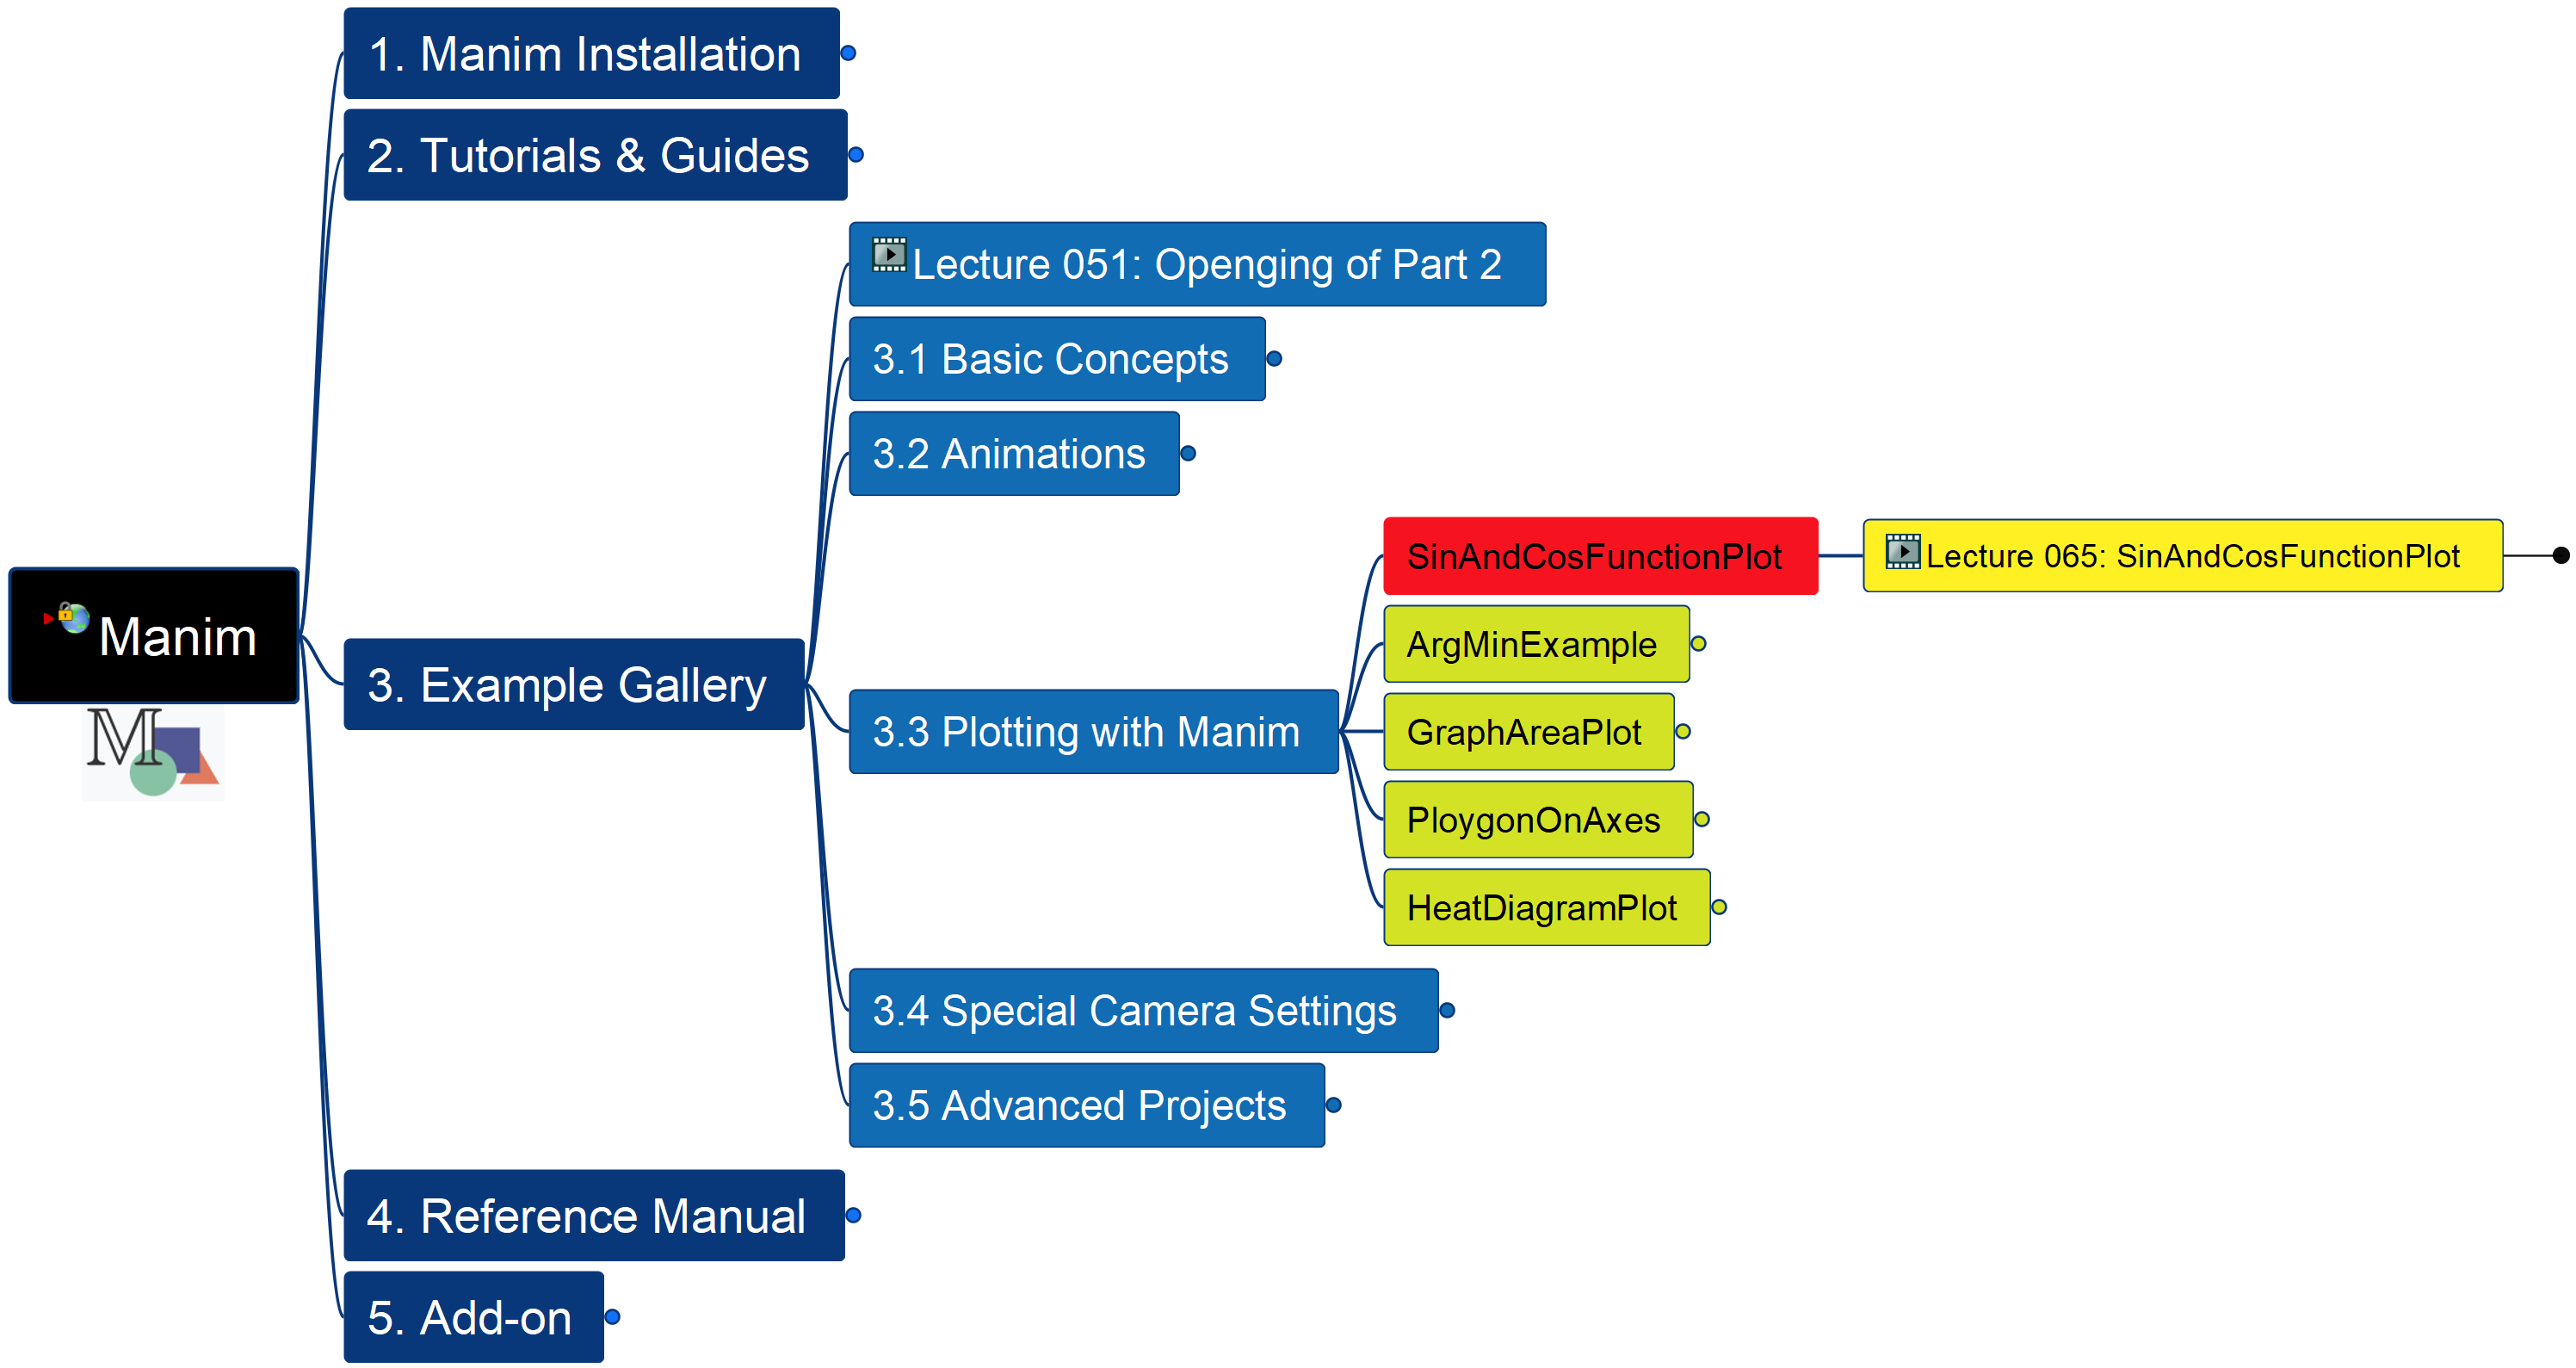 1. Manim Installation
2. Tutorials & Guides
Lecture 051: Openging of Part 2
3.1 Basic Concepts
3.2 Animations
SinAndCosFunctionPlot
Lecture 065: SinAndCosFunctionPlot
Manim
M
ArgMinExample
3. Example Gallery
3.3 Plotting with Manim
GraphAreaPlot
PloygonOnAxes
HeatDiagramPlot
3.4 Special Camera Settings
3.5 Advanced Projects
4. Reference Manual
5. Add-on